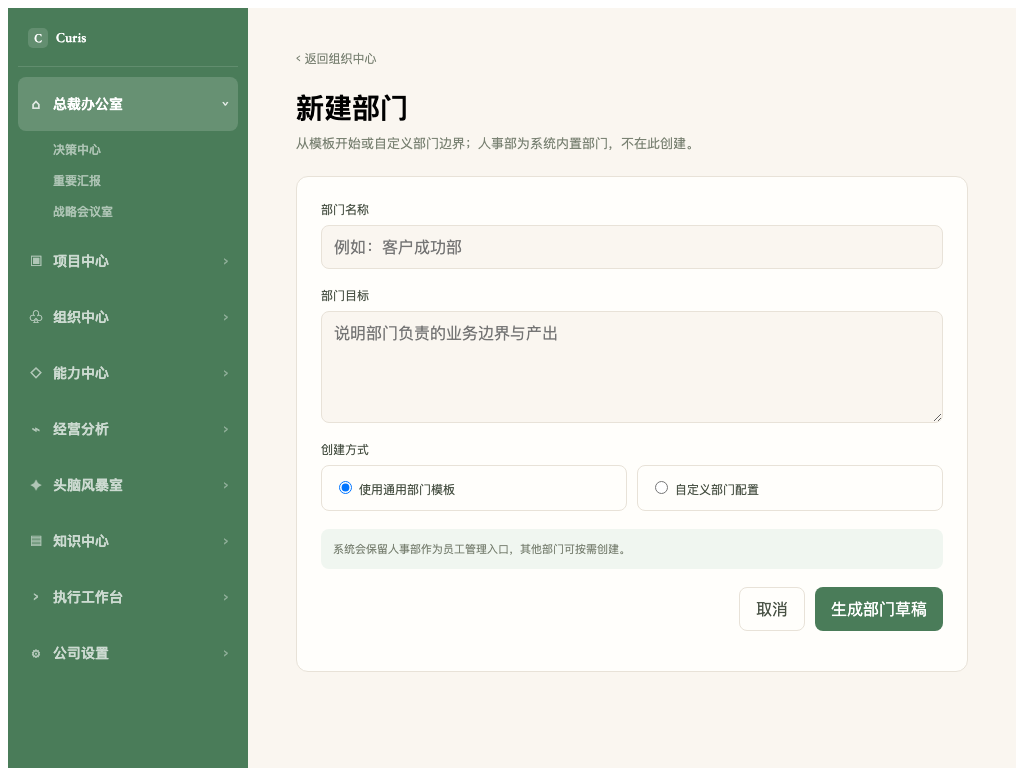 C Curis
总裁办公室
决策中心
重要汇报
战略会议室
项目中心
组织中心
能力中心
经营分析
头脑风暴室
知识中心
执行工作台
公司设置
‹ 返回组织中心
新建部门
从模板开始或自定义部门边界；人事部为系统内置部门，不在此创建。
部门名称
例如：客户成功部
部门目标
说明部门负责的业务边界与产出
创建方式
使用通用部门模板
自定义部门配置
系统会保留人事部作为员工管理入口，其他部门可按需创建。
取消
生成部门草稿